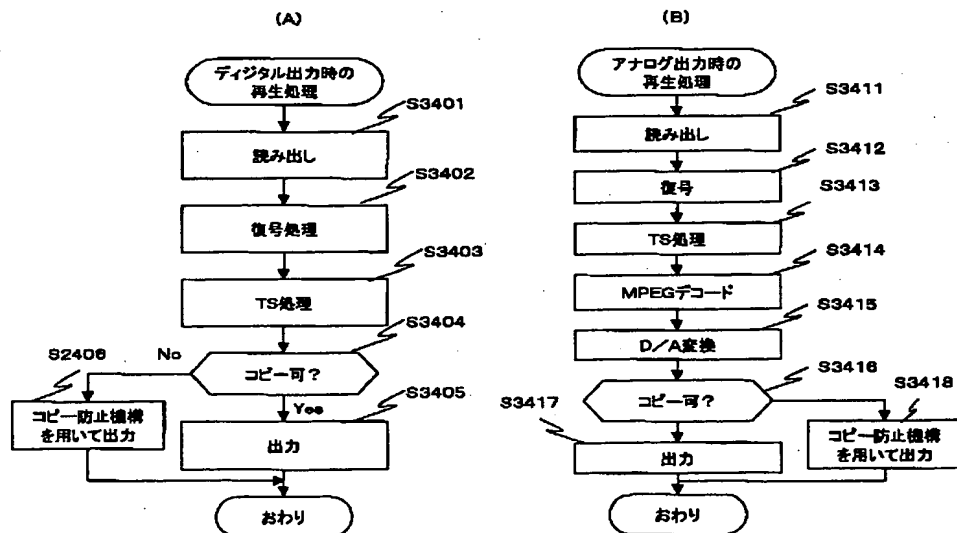 (A)
ディジタル出力時の
再生処理
S3401
読み出し
S3402
復号処理
S3403
TS処理
S3404
コピー可?
No
S2406
コピー防止機構
を用いて出力
Yes
S3405
出力
おわり
(B)
アナログ出力時の
再生処理
S3411
読み出し
S3412
復号
S3413
TS処理
S3414
MPEGデコード
S3415
D/A変換
S3416
コピー可?
S3417
出力
S3418
コピー防止機構
を用いて出力
おわり